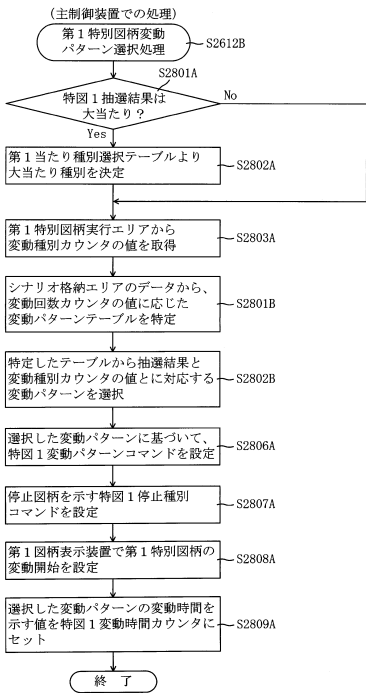 (主制御装置での処理)
第1特別図柄変動
パターン選択処理
S2612B
S2801A
特図1抽選結果は
大当たり?
No
Yes
第1当たり種別選択テーブルより
大当たり種別を決定
S2802A
第1特別図柄実行エリアから
変動種別カウンタの値を取得
S2803A
シナリオ格納エリアのデータから、
変動回数カウンタの値に応じた
変動パターンテーブルを特定
S2801B
特定したテーブルから抽選結果と
変動種別カウンタの値とに対応する
変動パターンを選択
S2802B
選択した変動パターンに基づいて、
特図1変動パターンコマンドを設定
S2806A
停止図柄を示す特図1停止種別
コマンドを設定
S2807A
第1図柄表示装置で第1特別図柄の
変動開始を設定
S2808A
選択した変動パターンの変動時間を
示す値を特図1変動時間カウンタに
セット
S2809A
終 了